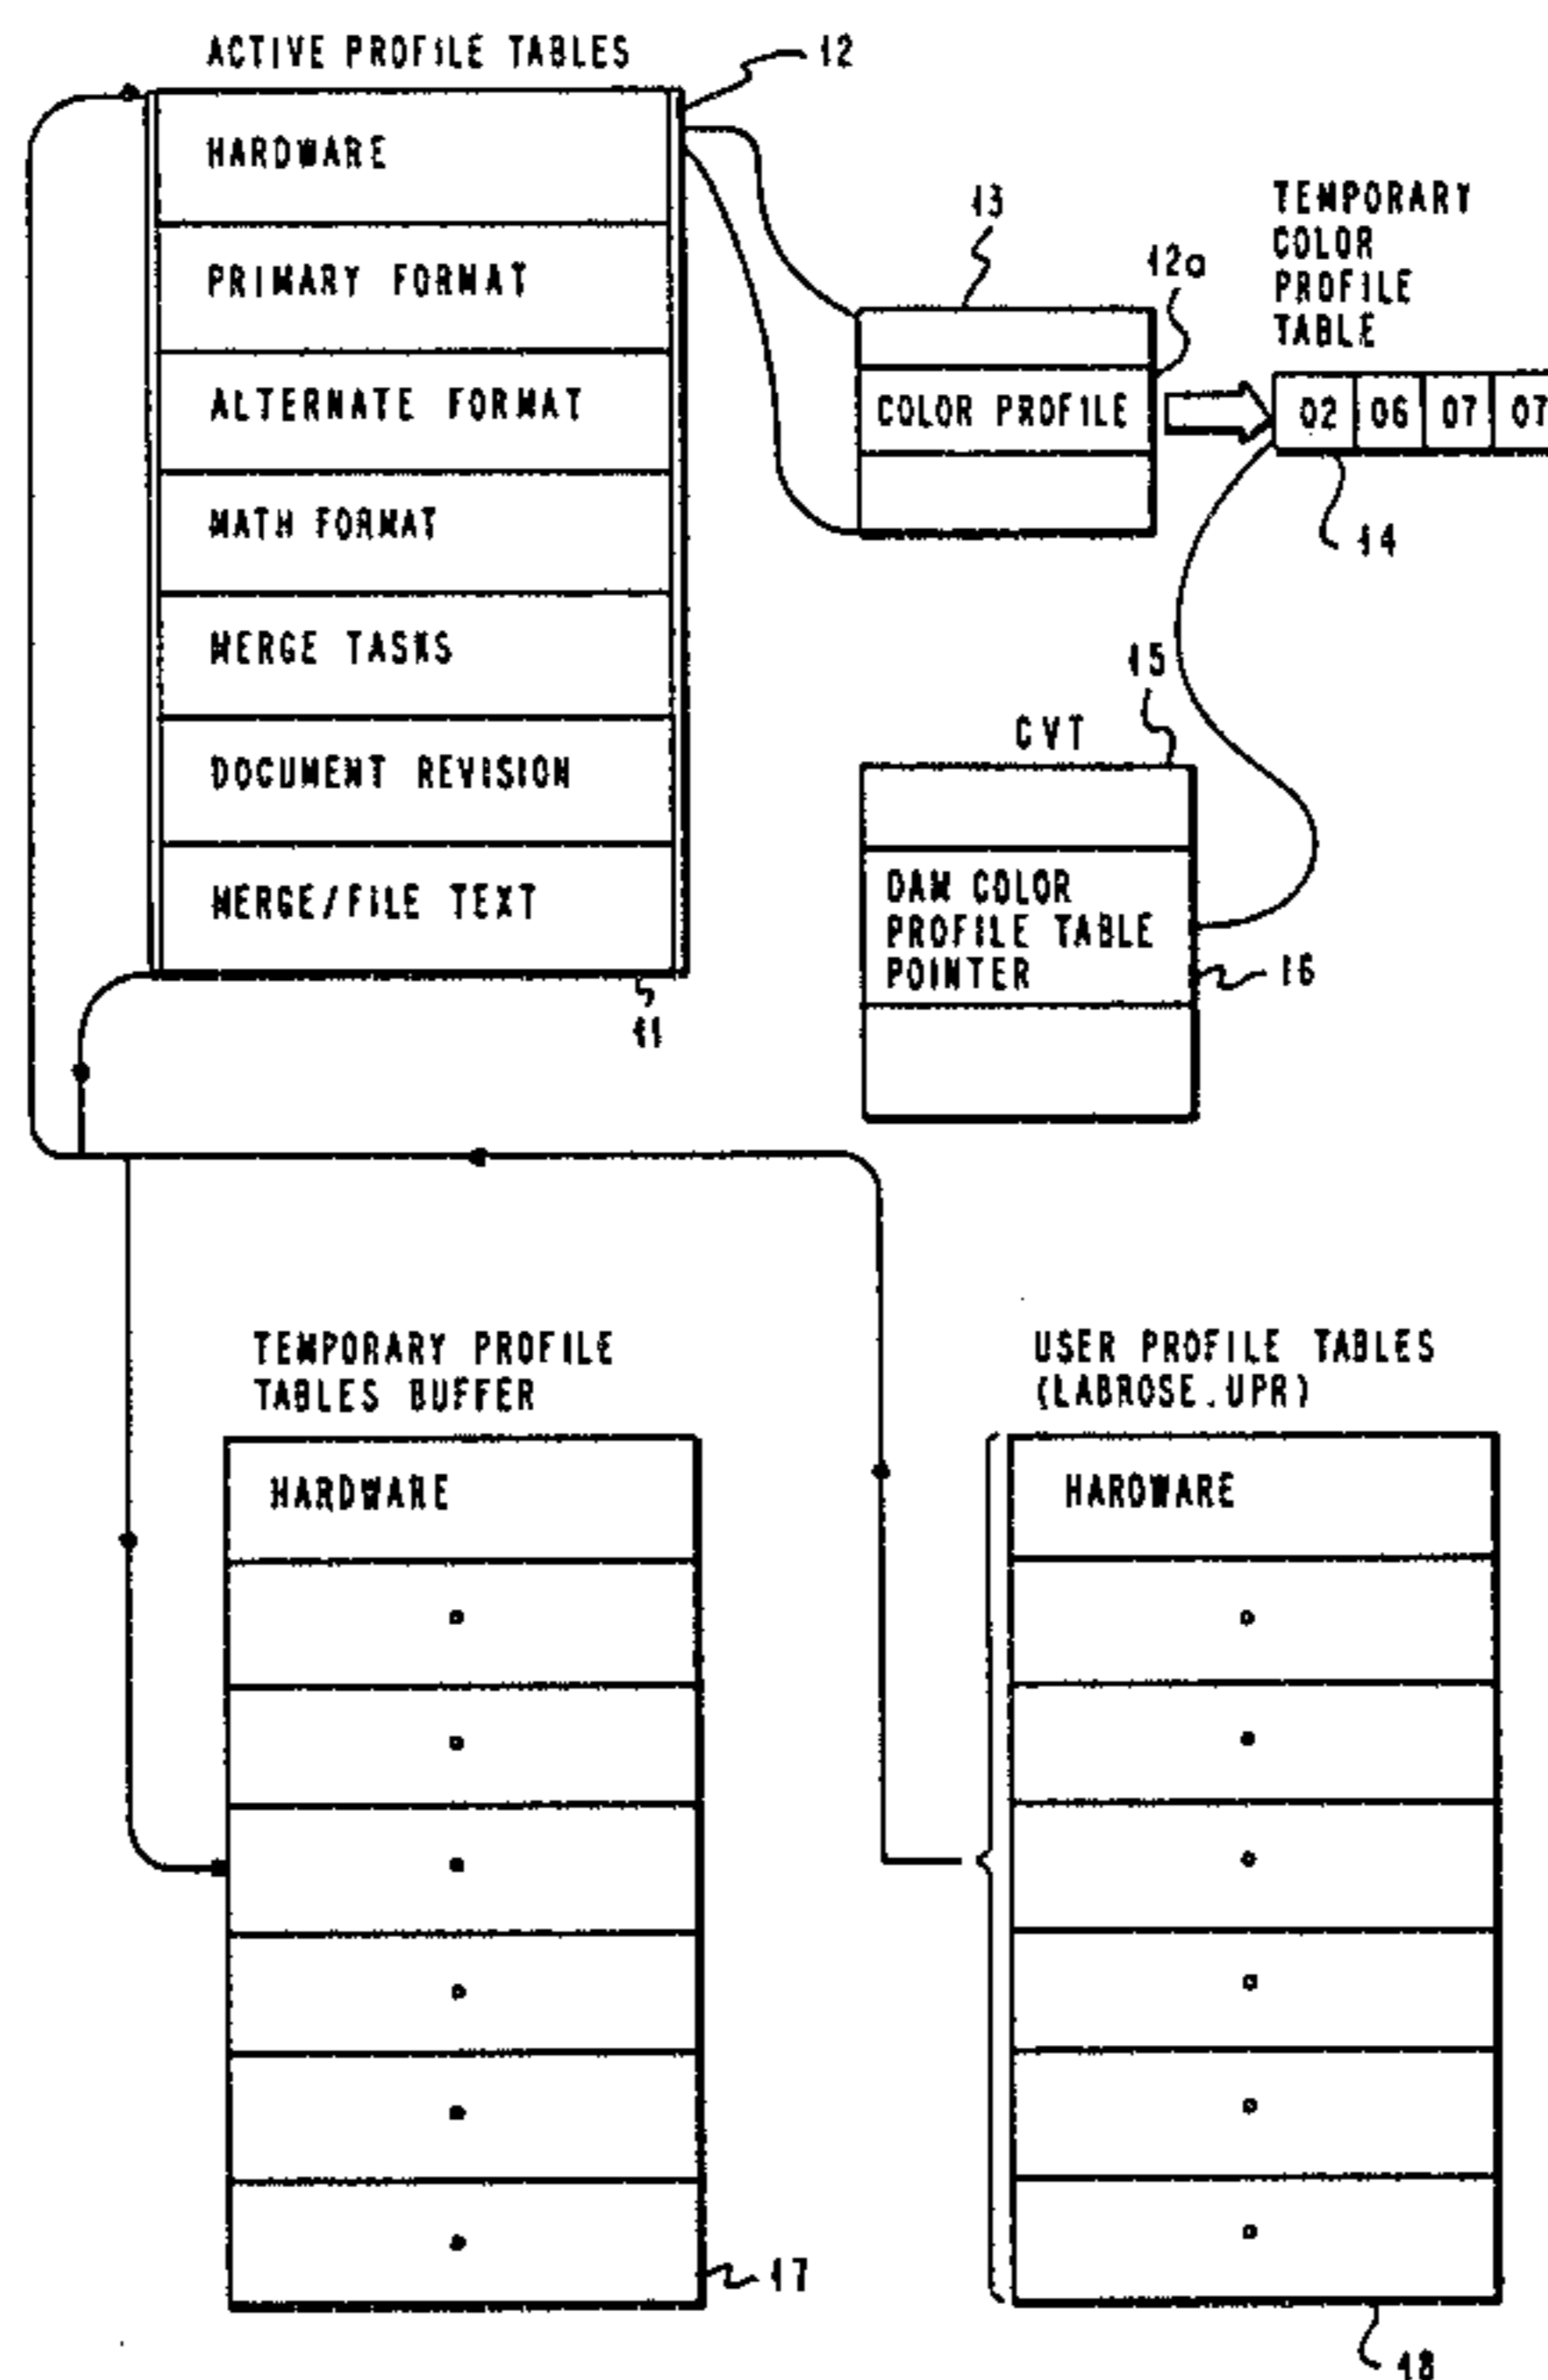 ACTIVE PROFILE TABLES
12
HARDWARE
PRIMARY FORMAT
ALTERNATE FORMAT
MATH FORMAT
MERGE TASKS
DOCUMENT REVISION
MERGE/FILE TEXT
11
13
12a
COLOR PROFILE
TEMPORARY
COLOR
PROFILE
TABLE
02 06 07 07
14
15
CVT
DAM COLOR
PROFILE TABLE
POINTER
16
TEMPORARY PROFILE
TABLES BUFFER
HARDWARE
17
USER PROFILE TABLES
(LABROSE.UPR)
HARDWARE
18